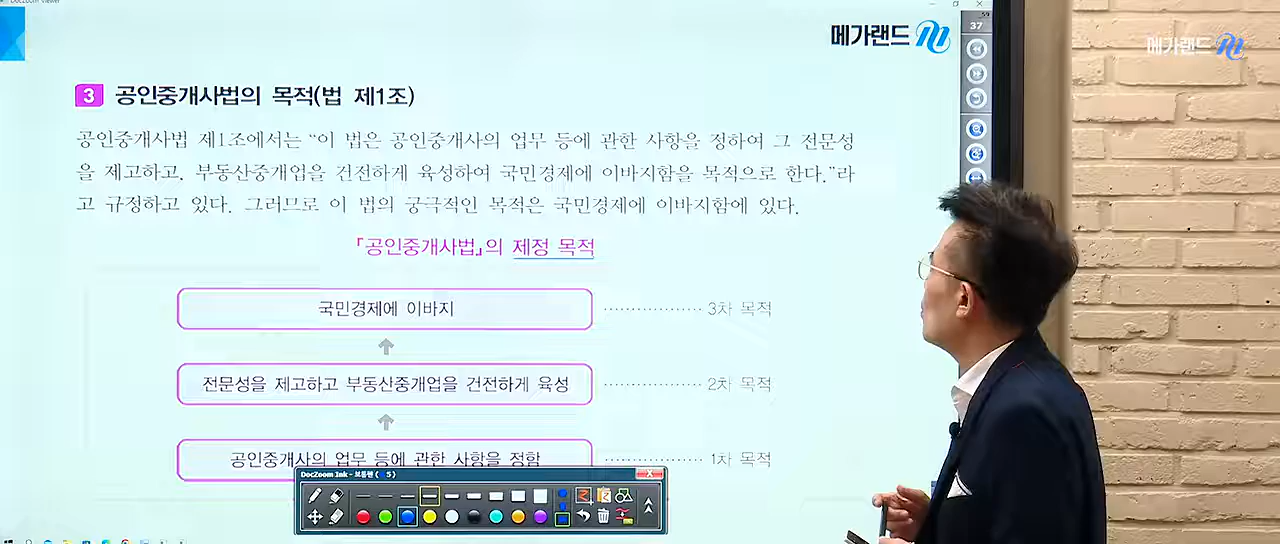 DocZoom Viewer
메가랜드
59
37
메가랜드
3 공인중개사법의 목적(법 제1조)
공인중개사법 제1조에서는 “이 법은 공인중개사의 업무 등에 관한 사항을 정하여 그 전문성
을 제고하고, 부동산중개업을 건전하게 육성하여 국민경제에 이바지함을 목적으로 한다.”라
고 규정하고 있다. 그러므로 이 법의 궁극적인 목적은 국민경제에 이바지함에 있다.
『공인중개사법』의 제정 목적
국민경제에 이바지 ················· 3차 목적
전문성을 제고하고 부동산중개업을 건전하게 육성 ················· 2차 목적
공인중개사의 업무 등에 관한 사항을 정함 ················· 1차 목적
DocZoom Ink - 보통펜 ( 5 )